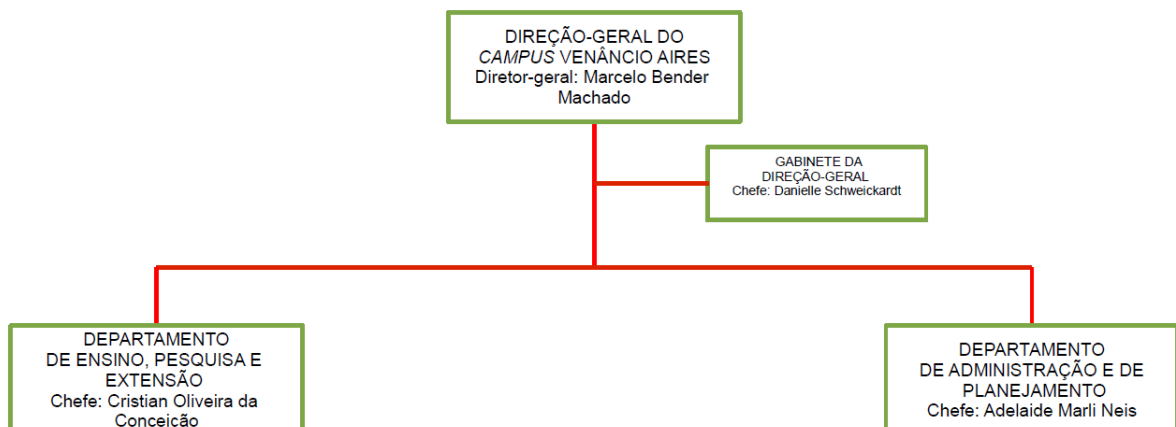 DIREÇÃO-GERAL DO
CAMPUS VENÂNCIO AIRES
Diretor-geral: Marcelo Bender
Machado
GABINETE DA
DIREÇÃO-GERAL
Chefe: Danielle Schweickardt
DEPARTAMENTO
DE ENSINO, PESQUISA E
EXTENSÃO
Chefe: Cristian Oliveira da
Conceição
DEPARTAMENTO
DE ADMINISTRAÇÃO E DE
PLANEJAMENTO
Chefe: Adelaide Marli Neis